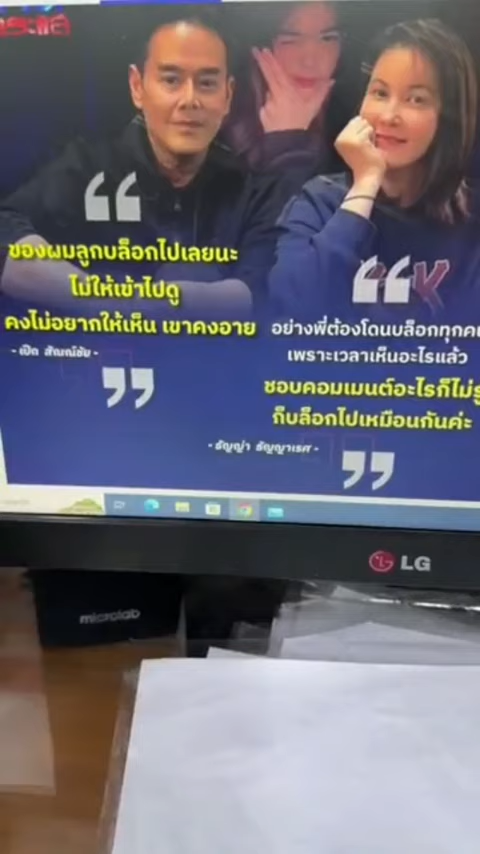 ของผมลูกบล็อกไปเลยนะ
ไม่ให้เข้าไปดู
คงไม่อยากให้เห็น เขาคงอาย
- เป็ก สัณณ์ชัย -
อย่างพี่ต้องโดนบล็อกทุกค
เพราะเวลาเห็นอะไรแล้ว
ชอบคอมเมนต์อะไรก็ไม่รู
ก็บล็อกไปเหมือนกันค่ะ
- ธัญญ่า ธัญญาเรศ -
LG
microlab